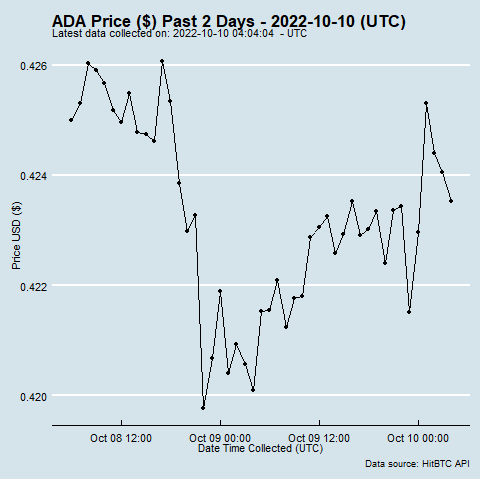 ADA Price ($) Past 2 Days - 2022-10-10 (UTC)
Latest data collected on: 2022-10-10 04:04:04 - UTC
0.426
0.424
0.422
0.420
Price USD ($)
Oct 08 12:00 Oct 09 00:00 Oct 09 12:00 Oct 10 00:00
Date Time Collected (UTC)
Data source: HitBTC API